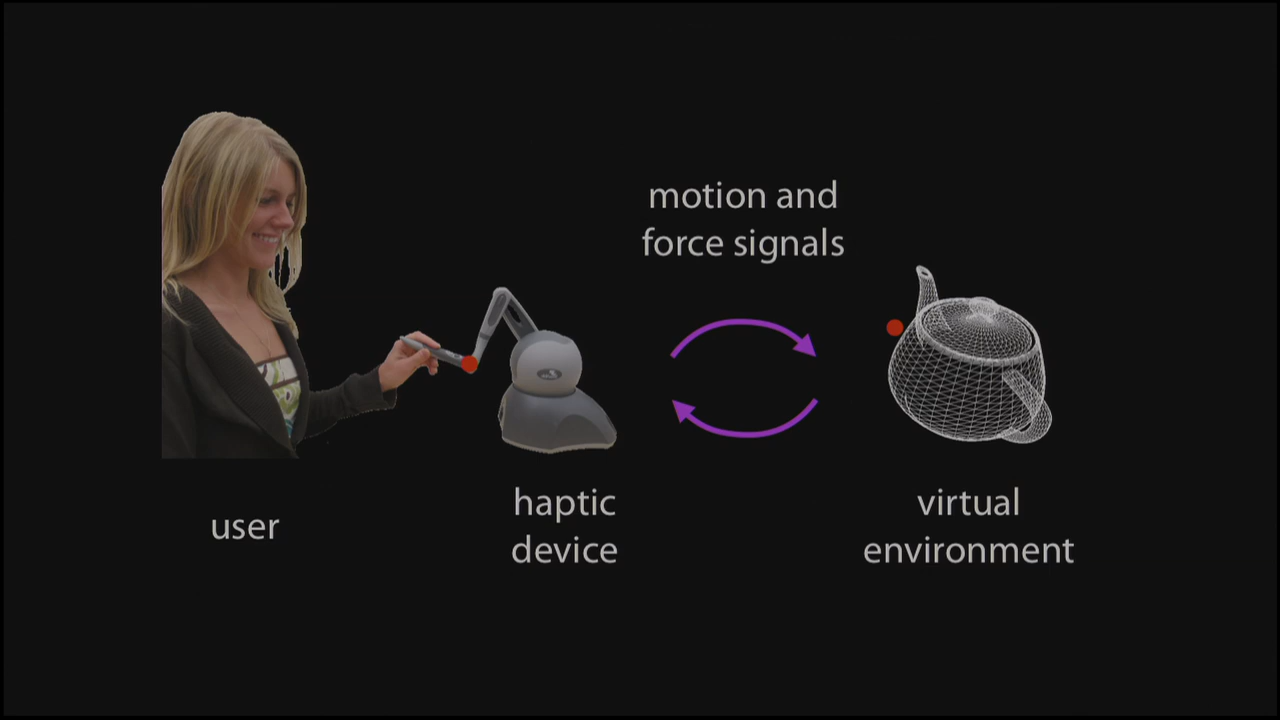 motion and
force signals
user
haptic
device
virtual
environment